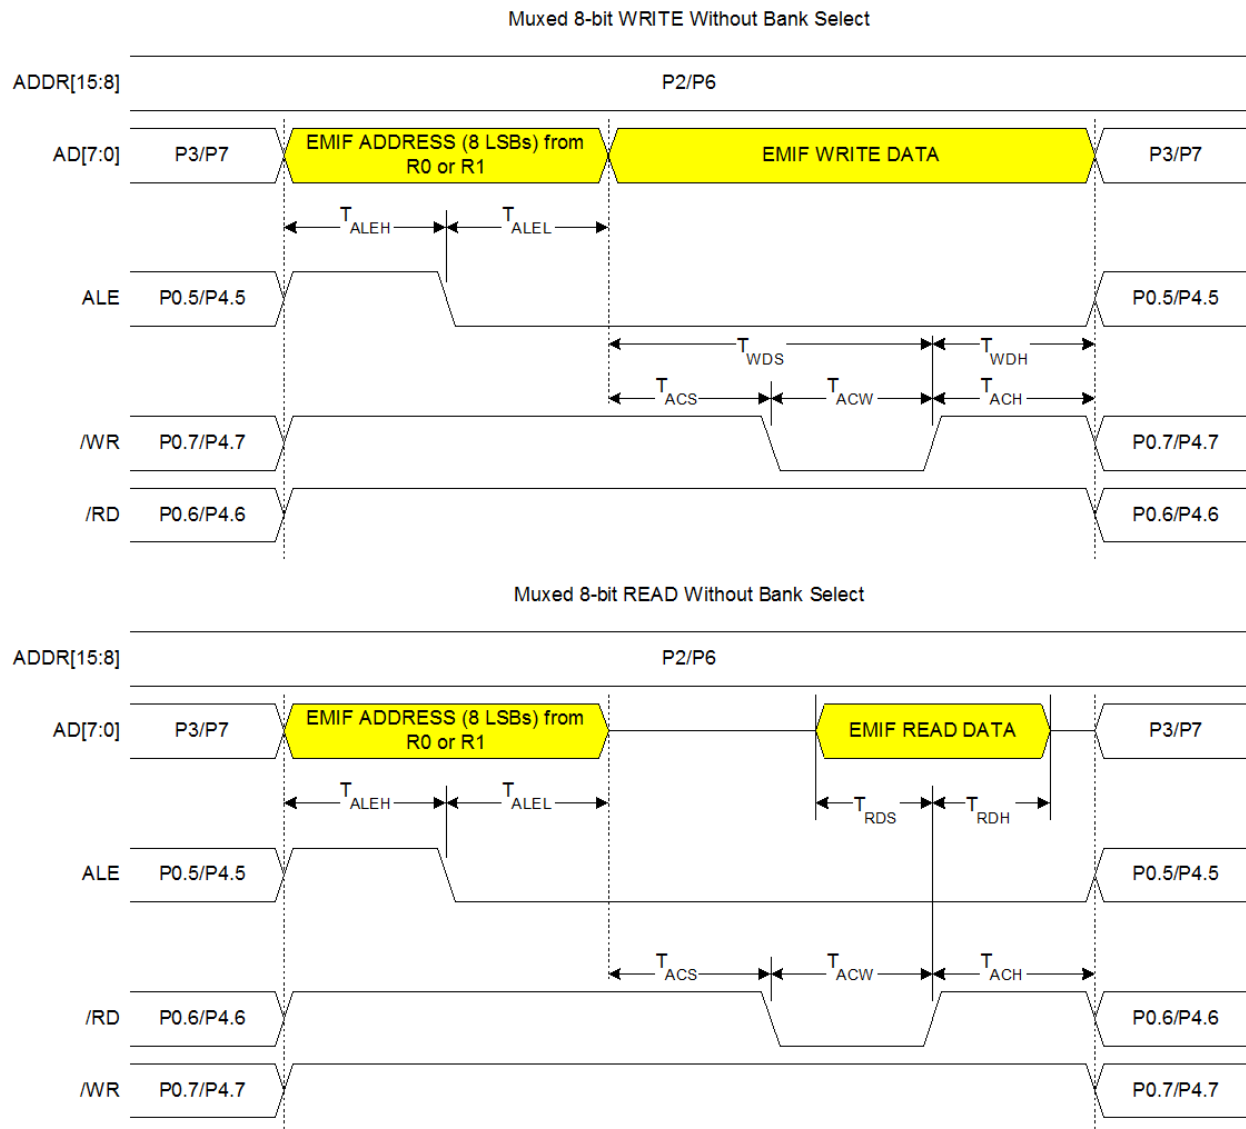 Muxed 8-bit WRITE Without Bank Select
ADDR[15:8] P2/P6
AD[7:0] P3/P7 EMIF ADDRESS (8 LSBs) from R0 or R1 EMIF WRITE DATA P3/P7
TALEH TALEL
ALE P0.5/P4.5 P0.5/P4.5
TWDS TWDH
TACS TACW TACH
/WR P0.7/P4.7 P0.7/P4.7
/RD P0.6/P4.6 P0.6/P4.6
Muxed 8-bit READ Without Bank Select
ADDR[15:8] P2/P6
AD[7:0] P3/P7 EMIF ADDRESS (8 LSBs) from R0 or R1 EMIF READ DATA P3/P7
TALEH TALEL TRDS TRDH
ALE P0.5/P4.5 P0.5/P4.5
TACS TACW TACH
/RD P0.6/P4.6 P0.6/P4.6
/WR P0.7/P4.7 P0.7/P4.7